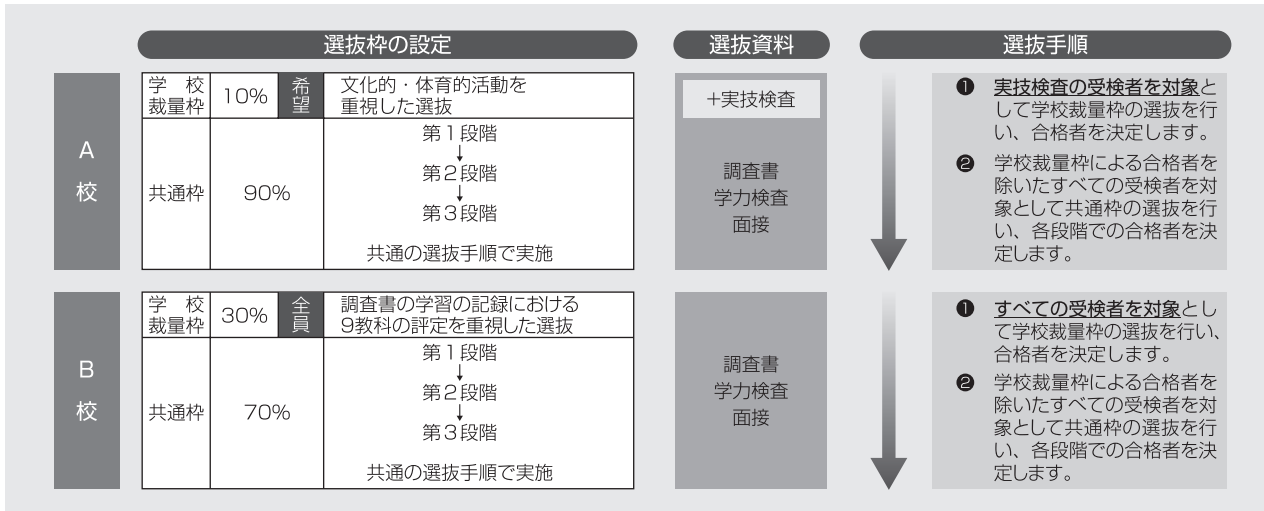 選抜枠の設定
選抜資料
選抜手順
A
校
学　校
裁量枠
10%
希
望
文化的・体育的活動を
重視した選抜
共通枠
90%
第1段階
↓
第2段階
↓
第3段階
共通の選抜手順で実施
+実技検査
調査書
学力検査
面接
❶ 実技検査の受検者を対象と
して学校裁量枠の選抜を行
い、合格者を決定します。
❷ 学校裁量枠による合格者を
除いたすべての受検者を対
象として共通枠の選抜を行
い、各段階での合格者を決
定します。
B
校
学　校
裁量枠
30%
全
員
調査書の学習の記録における
9教科の評定を重視した選抜
共通枠
70%
第1段階
↓
第2段階
↓
第3段階
共通の選抜手順で実施
調査書
学力検査
面接
❶ すべての受検者を対象とし
て学校裁量枠の選抜を行い、
合格者を決定します。
❷ 学校裁量枠による合格者を
除いたすべての受検者を対
象として共通枠の選抜を行
い、各段階での合格者を決
定します。